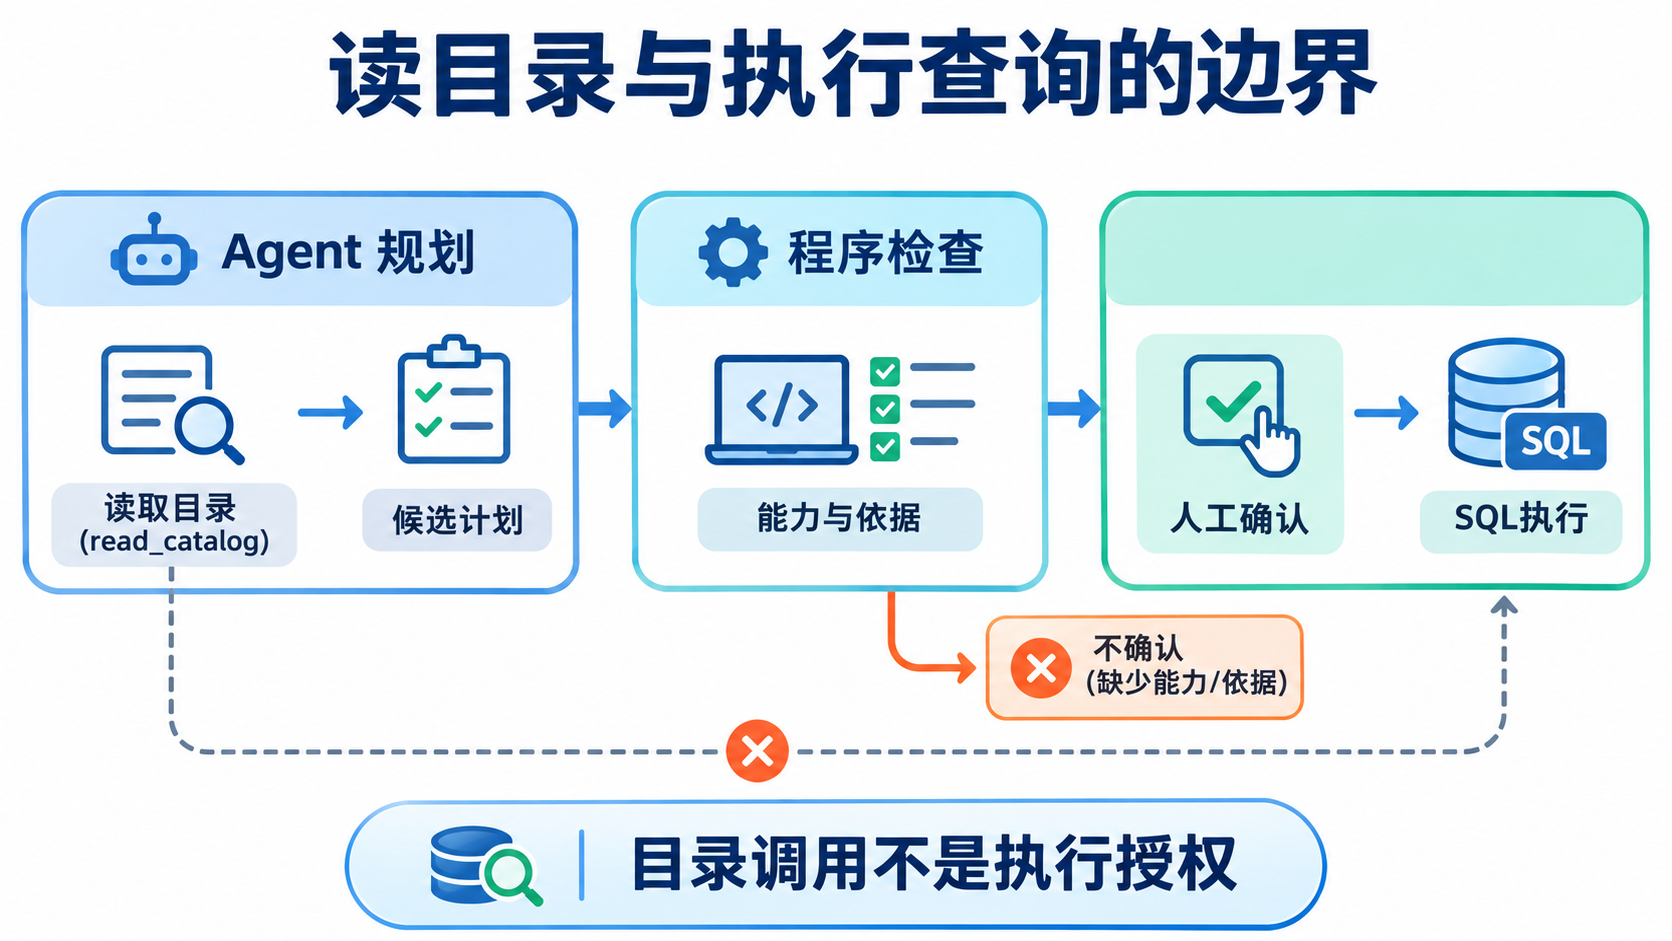 读目录与执行查询的边界
Agent 规划
程序检查
读取目录
(read_catalog)
候选计划
</>
能力与依据
人工确认
SQL
SQL执行
不确认
(缺少能力/依据)
目录调用不是执行授权